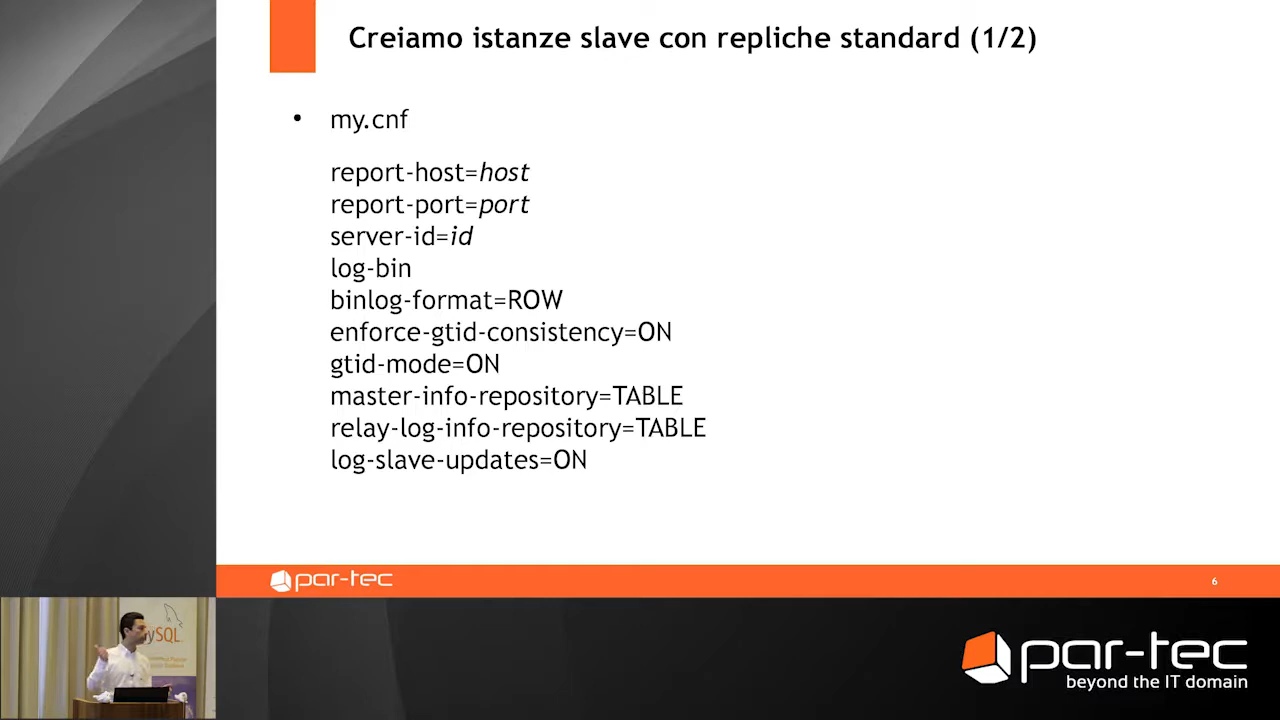 Creiamo istanze slave con repliche standard (1/2)
• my.cnf
report-host=host
report-port=port
server-id=id
log-bin
binlog-format=ROW
enforce-gtid-consistency=ON
gtid-mode=ON
master-info-repository=TABLE
relay-log-info-repository=TABLE
log-slave-updates=ON
par-tec
6
ySQL
par-tec
beyond the IT domain